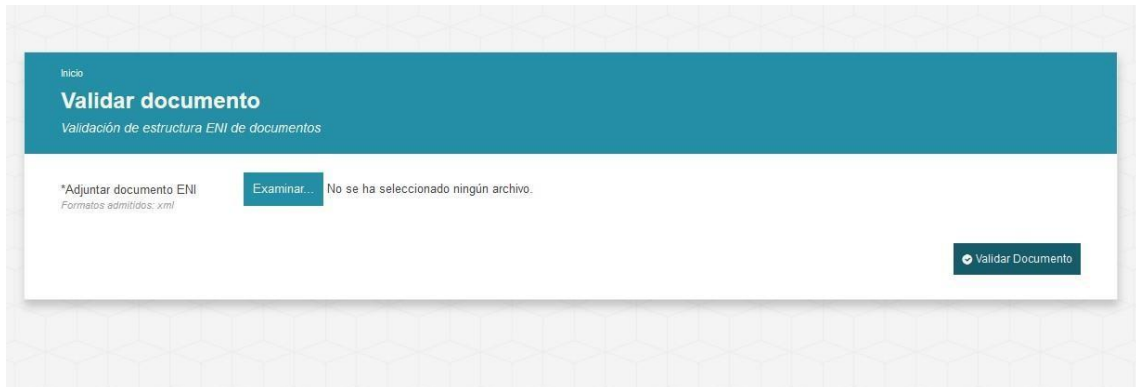 Inicio
Validar documento
Validación de estructura ENI de documentos
*Adjuntar documento ENI
Examinar... No se ha seleccionado ningún archivo.
Formatos admitidos: xml
Validar Documento